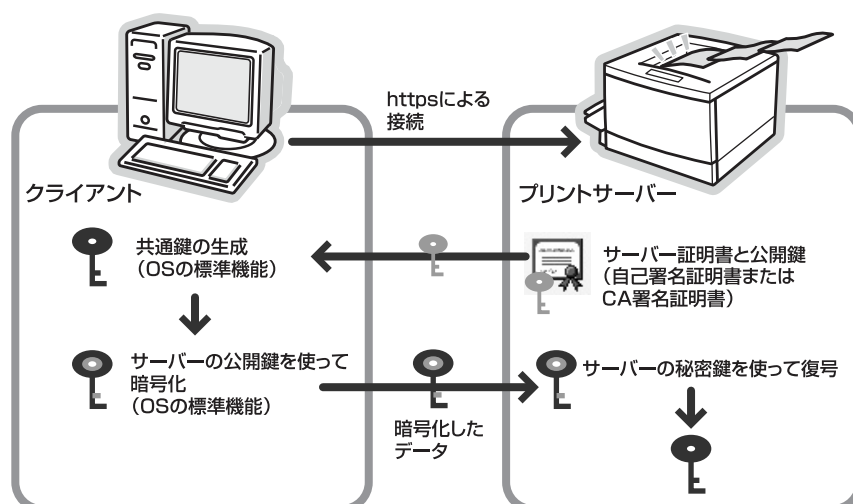 httpsによる
接続
クライアント
プリントサーバー
共通鍵の生成
（OSの標準機能）
サーバー証明書と公開鍵
（自己署名証明書または
CA署名証明書）
サーバーの公開鍵を使って
暗号化
（OSの標準機能）
サーバーの秘密鍵を使って復号
暗号化した
データ